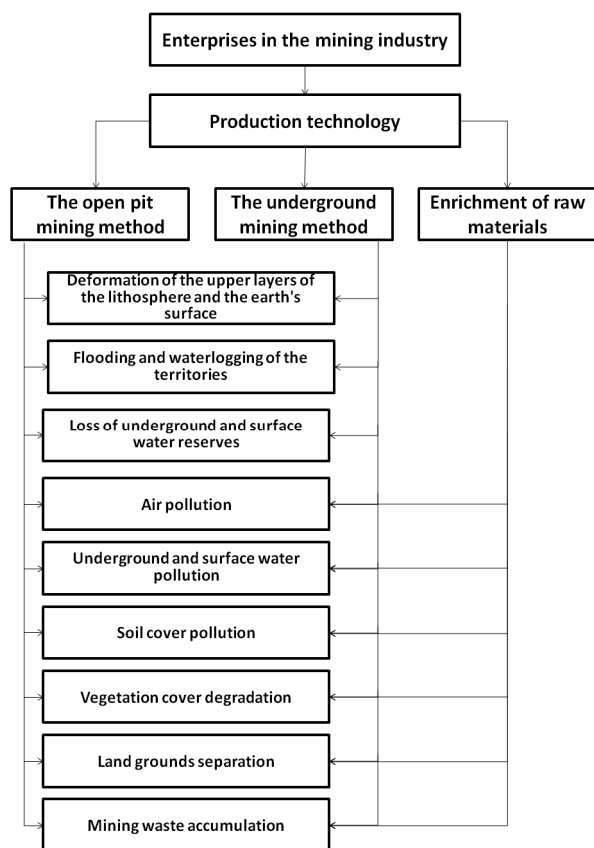 Enterprises in the mining industry
Production technology
The open pit
mining method
The underground
mining method
Enrichment of raw
materials
Deformation of the upper layers of
the lithosphere and the earth's
surface
Flooding and waterlogging of the
territories
Loss of underground and surface
water reserves
Air pollution
Underground and surface water
pollution
Soil cover pollution
Vegetation cover degradation
Land grounds separation
Mining waste accumulation